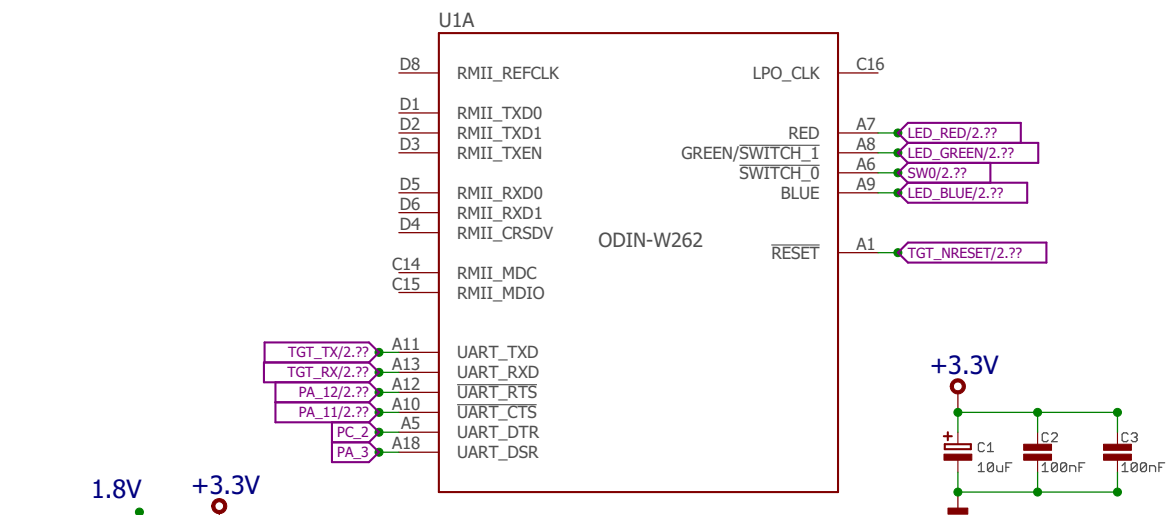 U1A
D8 RMII_REFCLK LPO_CLK C16
D1 RMII_TXD0
D2 RMII_TXD1 RED A7 LED_RED/2.??
D3 RMII_TXEN GREEN/SWITCH_1 A8 LED_GREEN/2.??
SWITCH_0 A6 SW0/2.??
D5 RMII_RXD0 BLUE A9 LED_BLUE/2.??
D6 RMII_RXD1
D4 RMII_CRSDV
ODIN-W262
RESET A1 TGT_NRESET/2.??
C14 RMII_MDC
C15 RMII_MDIO
TGT_TX/2.?? A11 UART_TXD
TGT_RX/2.?? A13 UART_RXD
PA_12/2.?? A12 UART_RTS
PA_11/2.?? A10 UART_CTS
PC_2 A5 UART_DTR
PA_3 A18 UART_DSR
+3.3V
+ C1 C2 C3
10uF 100nF 100nF
1.8V +3.3V